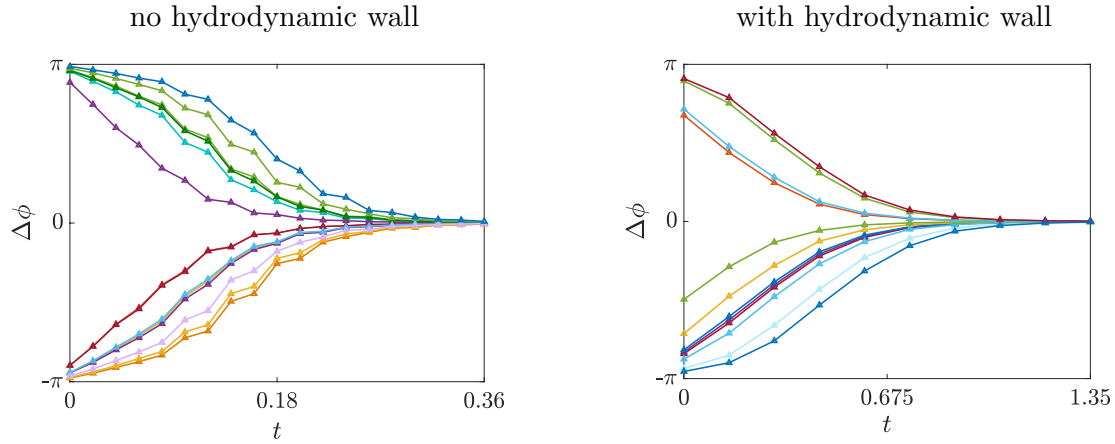 no hydrodynamic wall
π
Δϕ
0
-π
0
0.18
0.36
t
with hydrodynamic wall
π
Δϕ
0
-π
0
0.675
1.35
t